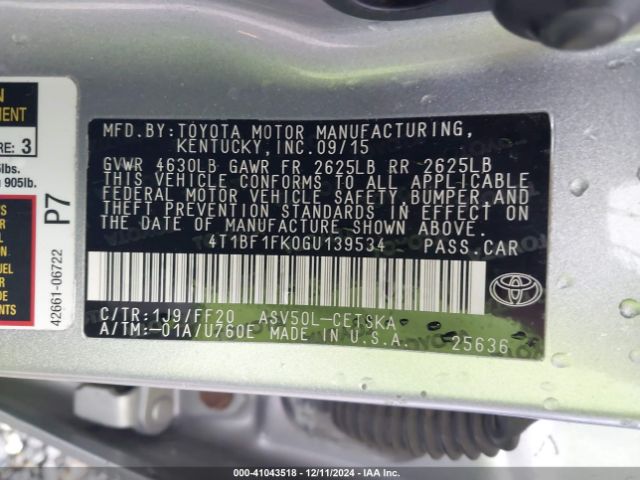 N
MENT
RE: 3
lbs.
905lb.
P7
42661-06722
MFD.BY:TOYOTA MOTOR MANUFACTURING,
KENTUCKY,INC.09/15
GVWR 4630LB GAWR FR 2625LB RR 2625LB
THIS VEHICLE CONFORMS TO ALL APPLICABLE
FEDERAL MOTOR VEHICLE SAFETY,BUMPER,AND
THEFT PREVENTION STANDARDS IN EFFECT ON
THE DATE OF MANUFACTURE SHOWN ABOVE.
4T1BF1FK0GU139534 PASS.CAR
C/TR:1J9/FF20 ASV50L-CETSKA
A/TM:-01A/U760E MADE IN U.S.A.
25636
TOYOTA
000-41043518 - 12/11/2024 - IAA Inc.